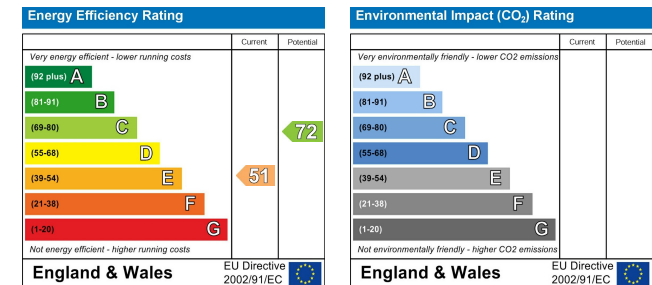 Energy Efficiency Rating
Current Potential
Very energy efficient - lower running costs
(92 plus) A
(81-91) B
(69-80) C
72
(55-68) D
(39-54) E
51
(21-38) F
(1-20) G
Not energy efficient - higher running costs
England & Wales
EU Directive
2002/91/EC
Environmental Impact (CO₂) Rating
Current Potential
Very environmentally friendly - lower CO2 emissions
(92 plus) A
(81-91) B
(69-80) C
(55-68) D
(39-54) E
(21-38) F
(1-20) G
Not environmentally friendly - higher CO2 emissions
England & Wales
EU Directive
2002/91/EC